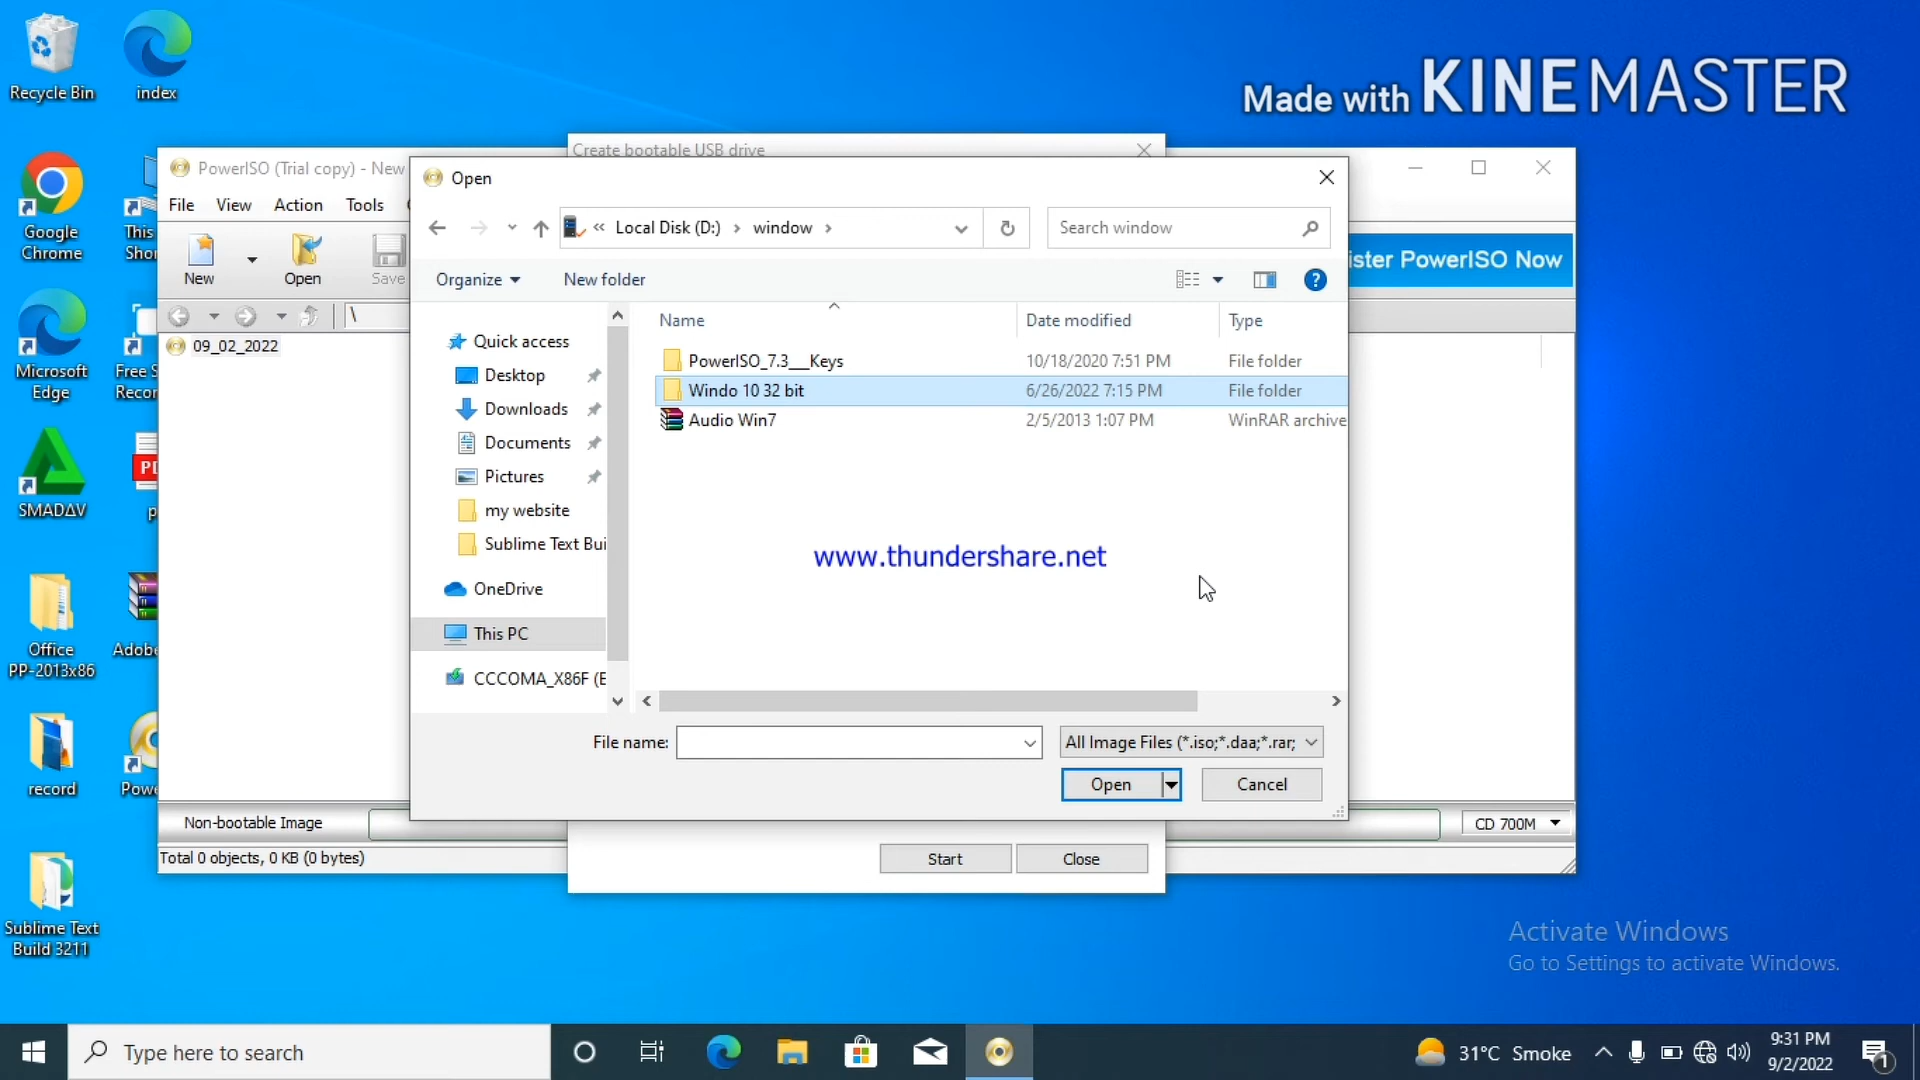 Recycle Bin
index
Made with KINEMASTER
Create bootable USB drive
PowerISO (Trial copy) - New
Open
File View Action Tools
« Local Disk (D:) › window ›
Search window
Google Chrome
This
Shor
New
Open
Save
ister PowerISO Now
Organize
New folder
\
Name
Date modified
Type
09_02_2022
Quick access
PowerISO_7.3___Keys
10/18/2020 7:51 PM
File folder
Microsoft Edge
Free S
Recor
Desktop
Windo 10 32 bit
6/26/2022 7:15 PM
File folder
Downloads
Audio Win7
2/5/2013 1:07 PM
WinRAR archive
Documents
Pictures
SMADΔV
PD
p
my website
Sublime Text Bui
www.thundershare.net
OneDrive
Office
PP-2013x86
Adobe
This PC
CCCOMA_X86F (E
File name:
All Image Files (*.iso;*.daa;*.rar;
record
Powe
Open
Cancel
Non-bootable Image
CD 700M
Total 0 objects, 0 KB (0 bytes)
Start
Close
Sublime Text
Build 3211
Activate Windows
Go to Settings to activate Windows.
Type here to search
31°C Smoke
9:31 PM
9/2/2022
1